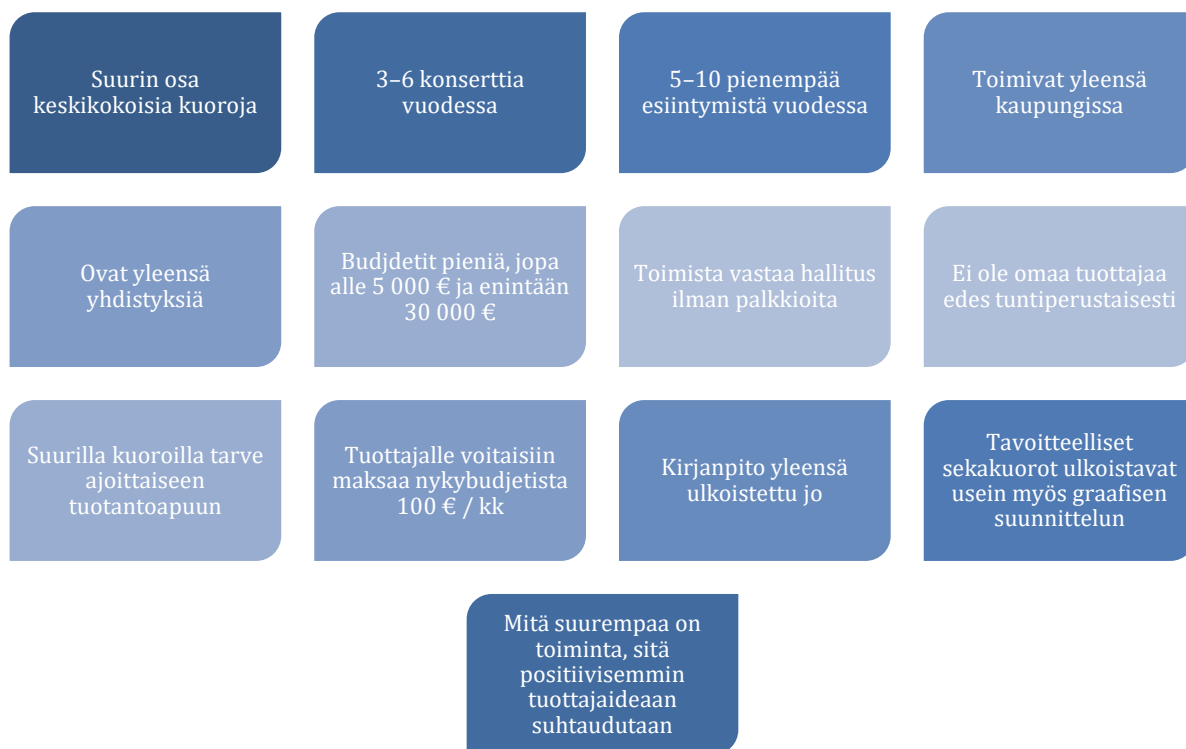 Suurin osa
keskikokoisia kuoroja
3–6 konserttia
vuodessa
5–10 pienempää
esiintymistä vuodessa
Toimivat yleensä
kaupungissa
Ovat yleensä
yhdistyksiä
Budjdetit pieniä, jopa
alle 5 000 € ja enintään
30 000 €
Toimista vastaa hallitus
ilman palkkioita
Ei ole omaa tuottajaa
edes tuntiperustaisesti
Suurilla kuoroilla tarve
ajoittaiseen
tuotantoapuun
Tuottajalle voitaisiin
maksaa nykybudjetista
100 € / kk
Kirjanpito yleensä
ulkoistettu jo
Tavoitteelliset
sekakuorot ulkoistavat
usein myös graafisen
suunnittelun
Mitä suurempaa on
toiminta, sitä
positiivisemmin
tuottajaideaan
suhtaudutaan